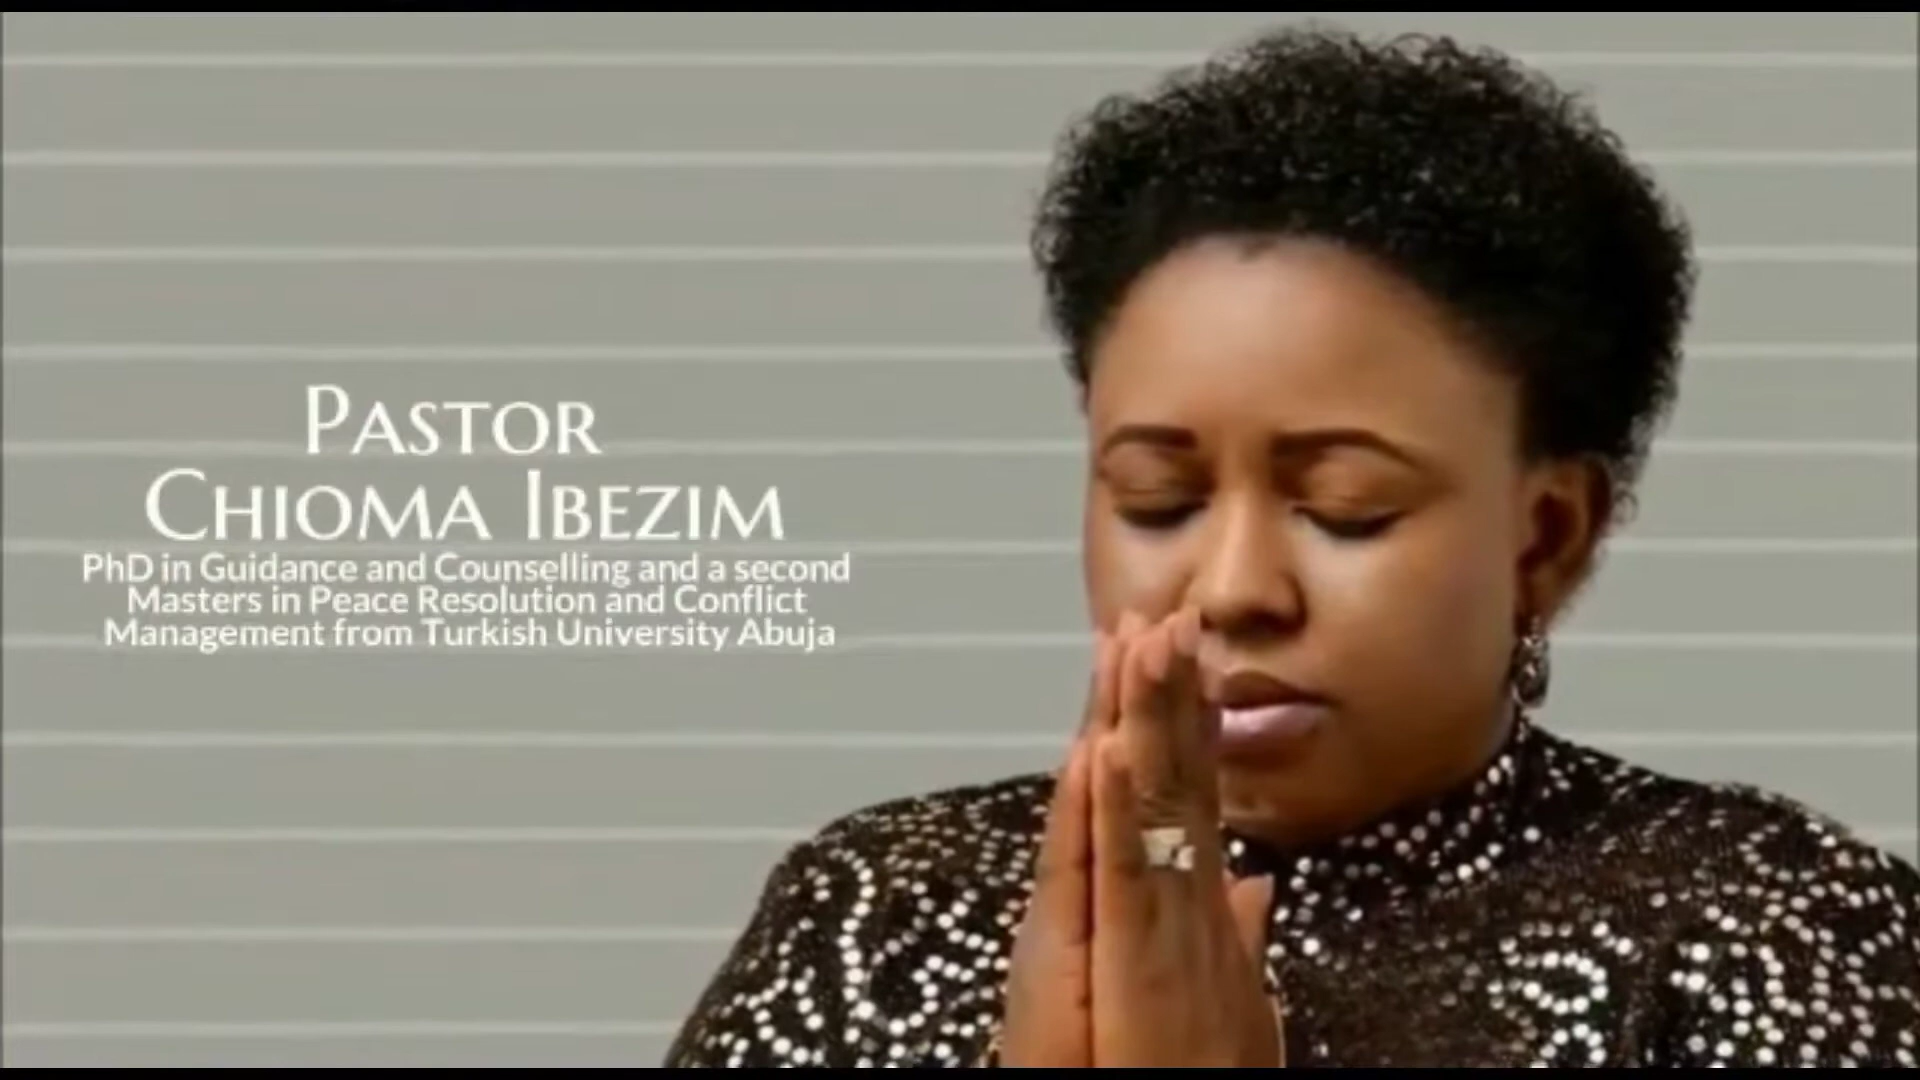 Pastor
Chioma Ibezim
PhD in Guidance and Counselling and a second
Masters in Peace Resolution and Conflict
Management from Turkish University Abuja